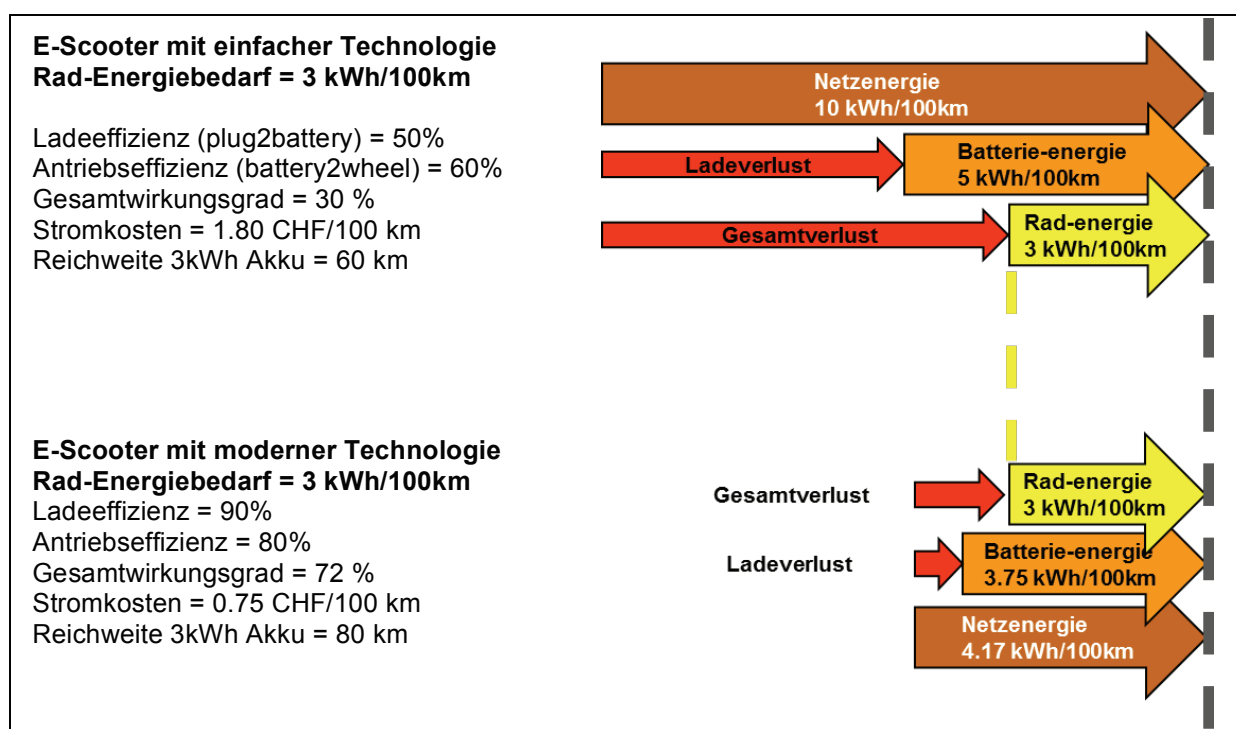 E-Scooter mit einfacher Technologie
Rad-Energiebedarf = 3 kWh/100km
Ladeeffizienz (plug2battery) = 50%
Antriebseffizienz (battery2wheel) = 60%
Gesamtwirkungsgrad = 30 %
Stromkosten = 1.80 CHF/100 km
Reichweite 3kWh Akku = 60 km
Netzenergie
10 kWh/100km
Ladeverlust
Batterie-energie
5 kWh/100km
Gesamtverlust
Rad-energie
3 kWh/100km
E-Scooter mit moderner Technologie
Rad-Energiebedarf = 3 kWh/100km
Ladeeffizienz = 90%
Antriebseffizienz = 80%
Gesamtwirkungsgrad = 72 %
Stromkosten = 0.75 CHF/100 km
Reichweite 3kWh Akku = 80 km
Gesamtverlust
Rad-energie
3 kWh/100km
Ladeverlust
Batterie-energie
3.75 kWh/100km
Netzenergie
4.17 kWh/100km